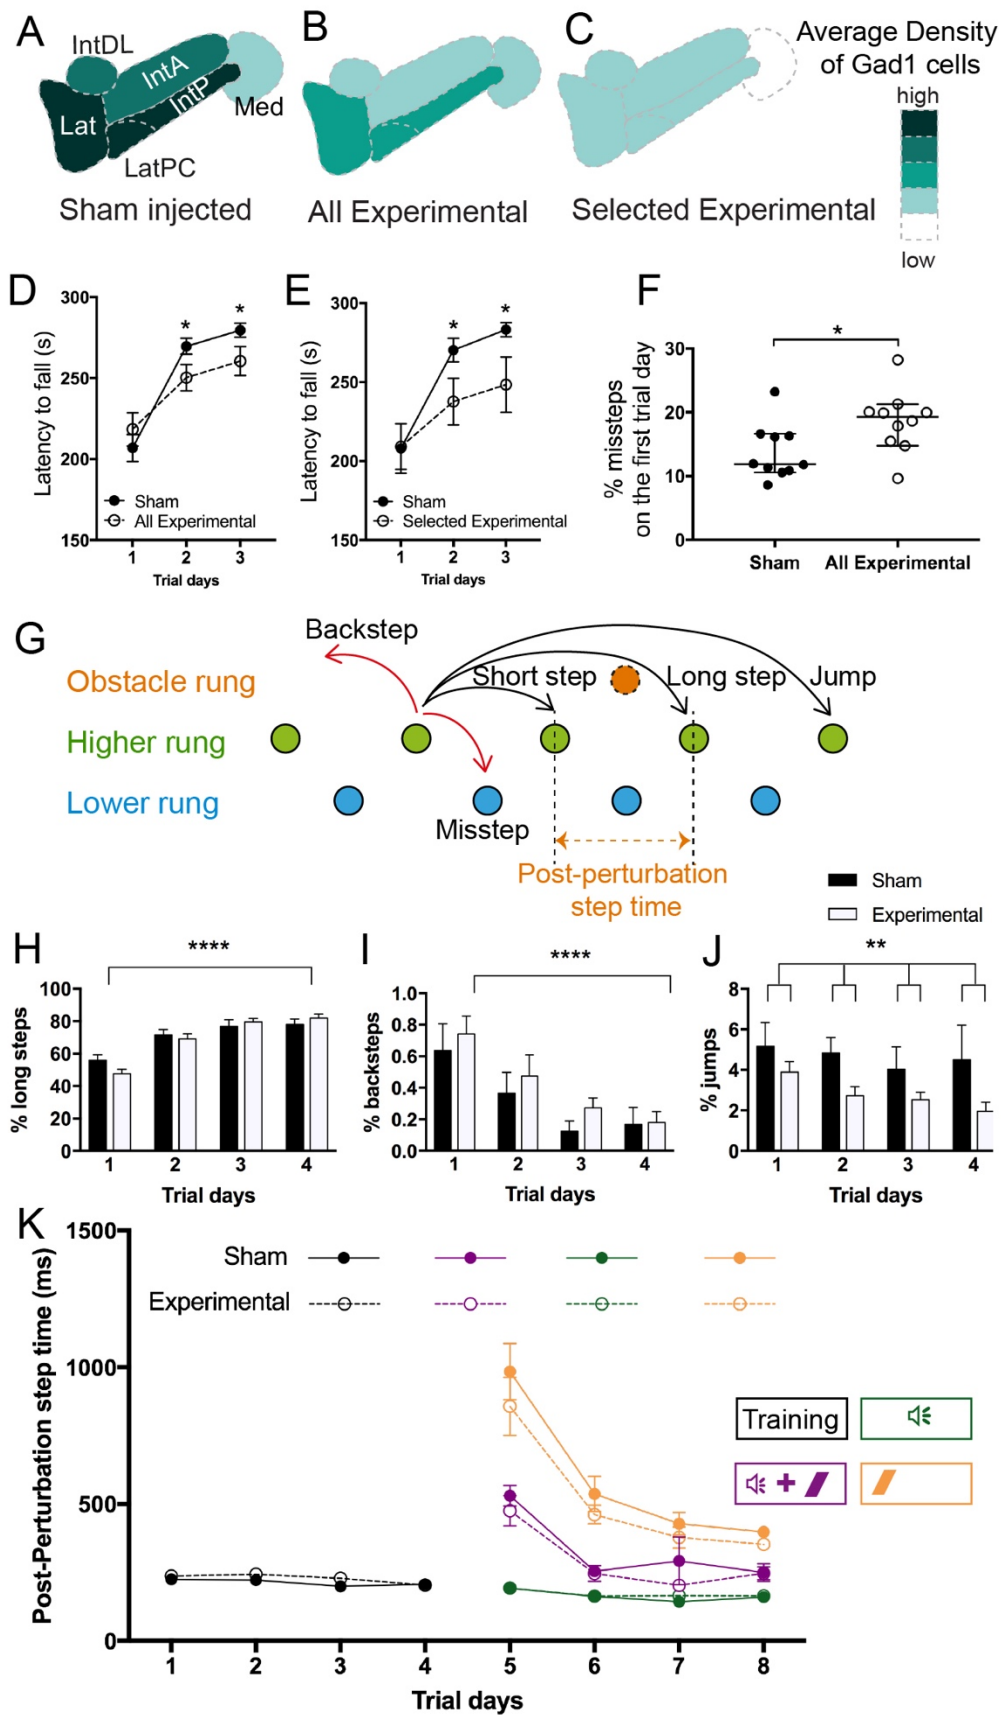 A
B
C
IntDL
IntA
IntP
Lat
Med
LatPC
Sham injected
All Experimental
Selected Experimental
Average Density
of Gad1 cells
high
low
D
Latency to fall (s)
300
250
200
150
*
*
Sham
All Experimental
1 2 3
Trial days
E
Latency to fall (s)
300
250
200
150
*
*
Sham
Selected Experimental
1 2 3
Trial days
F
% missteps
on the first trial day
30
20
10
0
*
Sham All Experimental
G
Backstep
Obstacle rung
Short step
Long step
Jump
Higher rung
Lower rung
Misstep
Post-perturbation
step time
Sham
Experimental
H
****
% long steps
100
80
60
40
20
0
1 2 3 4
Trial days
I
****
% backsteps
1.0
0.8
0.6
0.4
0.2
0.0
1 2 3 4
Trial days
J
**
% jumps
8
6
4
2
0
1 2 3 4
Trial days
K
Post-Perturbation step time (ms)
1500
1000
500
0
Sham
Experimental
Training
+
1 2 3 4 5 6 7 8
Trial days